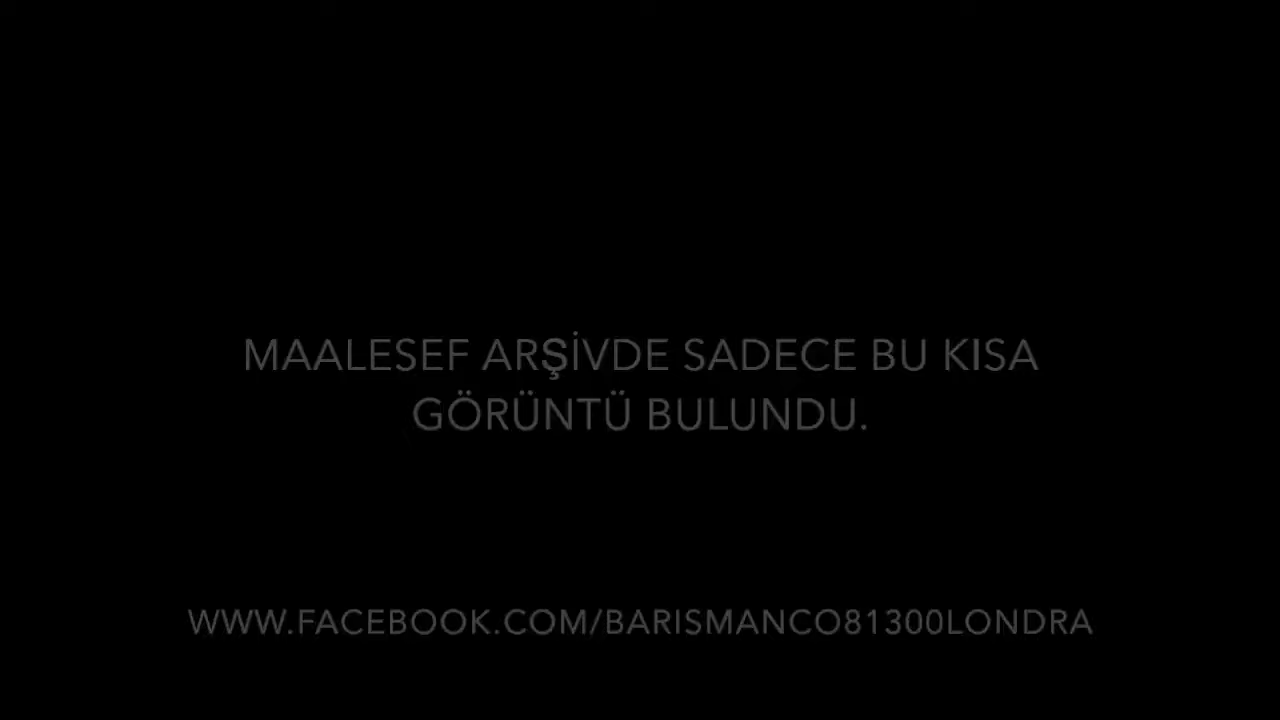 MAALESEF ARŞİVDE SADECE BU KISA
GÖRÜNTÜ BULUNDU.
WWW.FACEBOOK.COM/BARISMANCO81300LONDRA